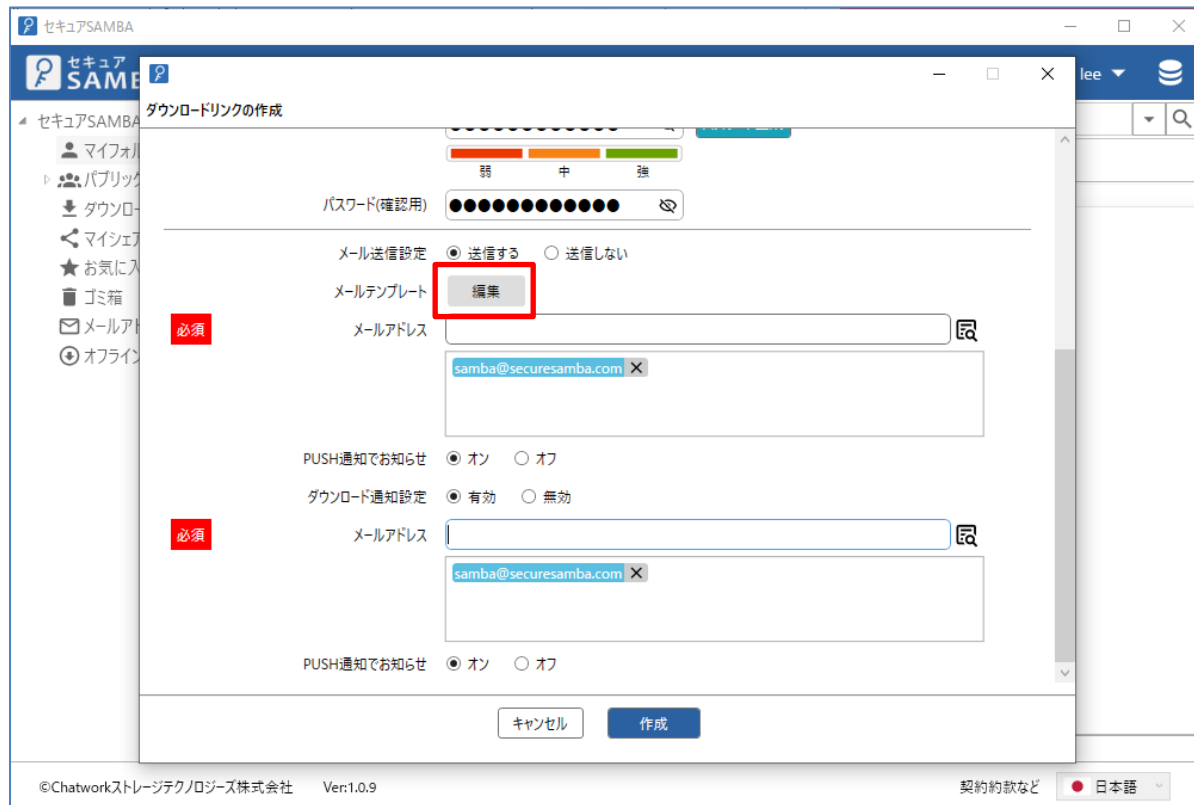 セキュアSAMBA
セキュア
SAMB
lee
ダウンロードリンクの作成
セキュアSAMBA
マイフォル
パブリック
ダウンロー
マイシェア
お気に入
ゴミ箱
メールアド
オフライン
弱 中 強
パスワード(確認用) ●●●●●●●●●●●●
メール送信設定 送信する 送信しない
メールテンプレート 編集
必須 メールアドレス
samba@securesamba.com
PUSH通知でお知らせ オン オフ
ダウンロード通知設定 有効 無効
必須 メールアドレス
samba@securesamba.com
PUSH通知でお知らせ オン オフ
キャンセル 作成
©Chatworkストレージテクノロジーズ株式会社 Ver:1.0.9 契約約款など 日本語